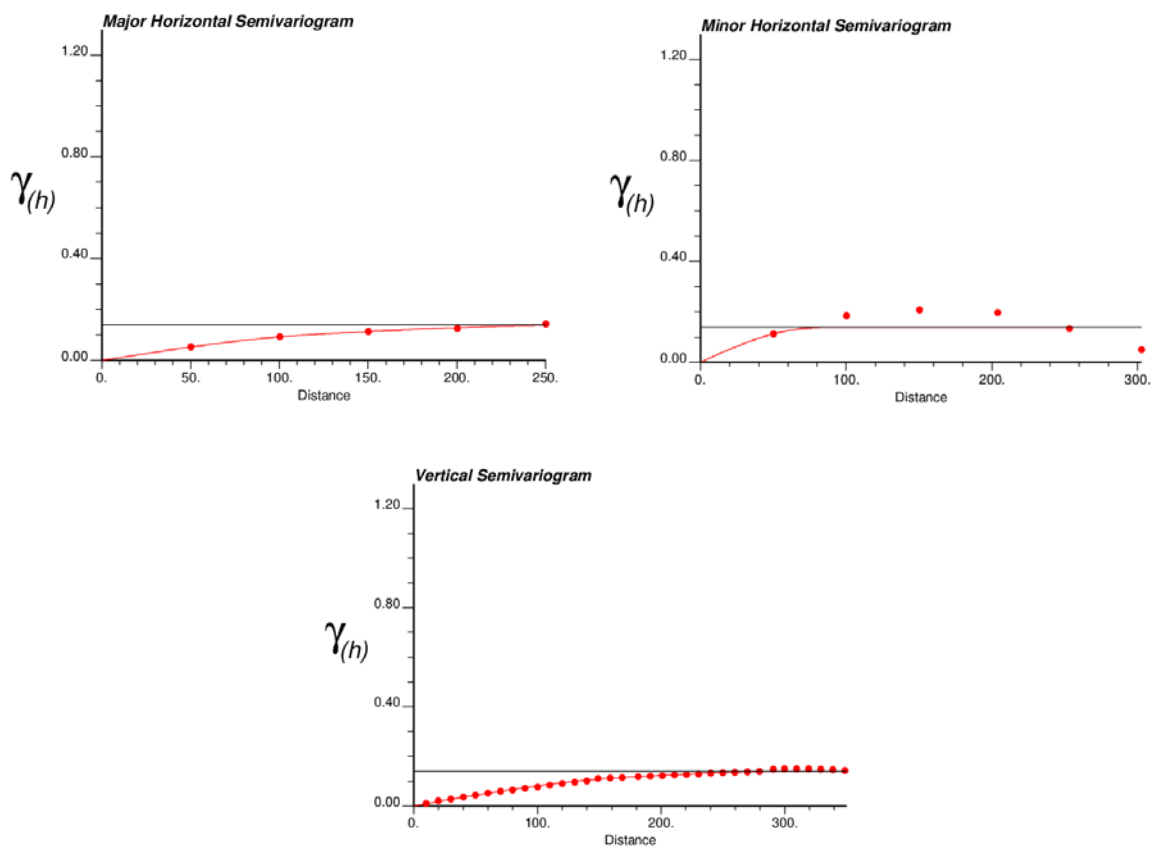 Major Horizontal Semivariogram
1.20
0.80
γ(h)
0.40
0.00
0. 50. 100. 150. 200. 250.
Distance
Minor Horizontal Semivariogram
1.20
0.80
γ(h)
0.40
0.00
0. 100. 200. 300.
Distance
Vertical Semivariogram
1.20
0.80
γ(h)
0.40
0.00
0. 100. 200. 300.
Distance